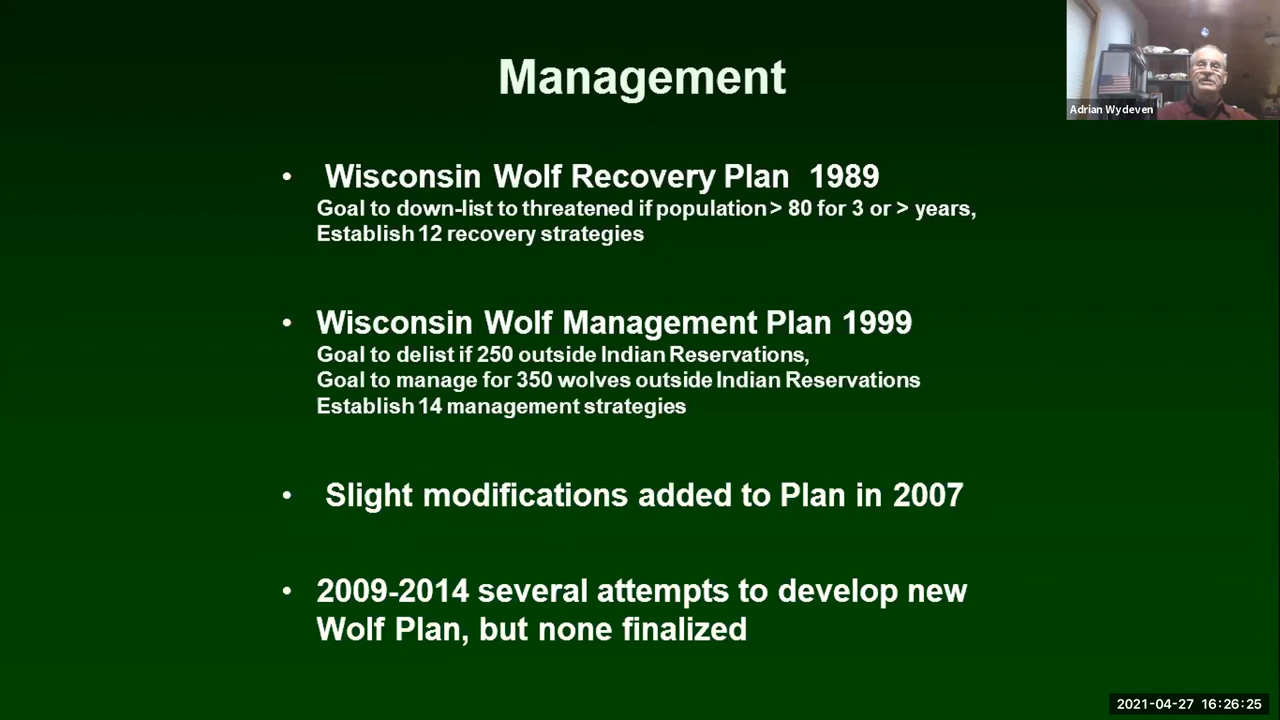 Management
Adrian Wydeven
• Wisconsin Wolf Recovery Plan 1989
Goal to down-list to threatened if population > 80 for 3 or > years,
Establish 12 recovery strategies
• Wisconsin Wolf Management Plan 1999
Goal to delist if 250 outside Indian Reservations,
Goal to manage for 350 wolves outside Indian Reservations
Establish 14 management strategies
• Slight modifications added to Plan in 2007
• 2009-2014 several attempts to develop new
Wolf Plan, but none finalized
2021-04-27 16:26:25